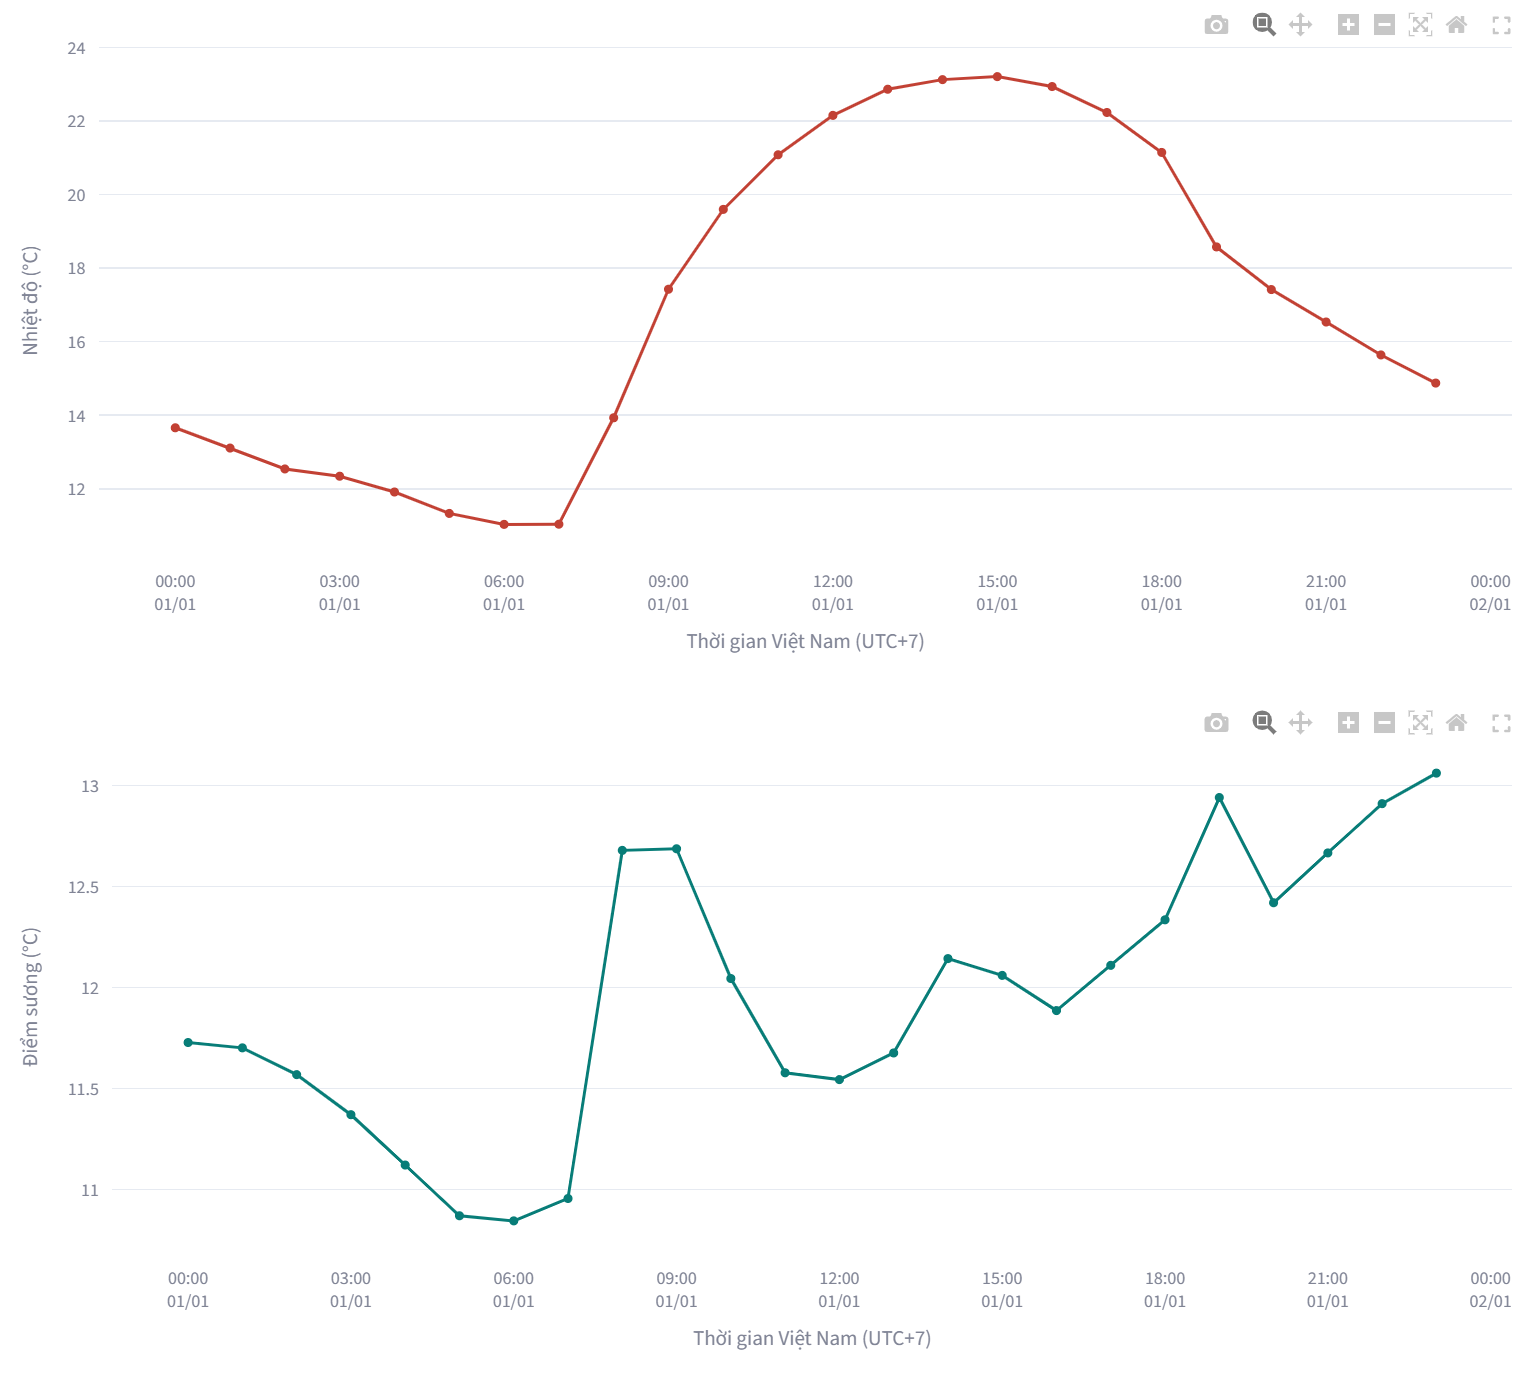 24
22
20
18
16
14
12
Nhiệt độ (°C)
00:00 03:00 06:00 09:00 12:00 15:00 18:00 21:00 00:00
01/01 01/01 01/01 01/01 01/01 01/01 01/01 01/01 02/01
Thời gian Việt Nam (UTC+7)
13
12.5
12
11.5
11
Điểm sương (°C)
00:00 03:00 06:00 09:00 12:00 15:00 18:00 21:00 00:00
01/01 01/01 01/01 01/01 01/01 01/01 01/01 01/01 02/01
Thời gian Việt Nam (UTC+7)